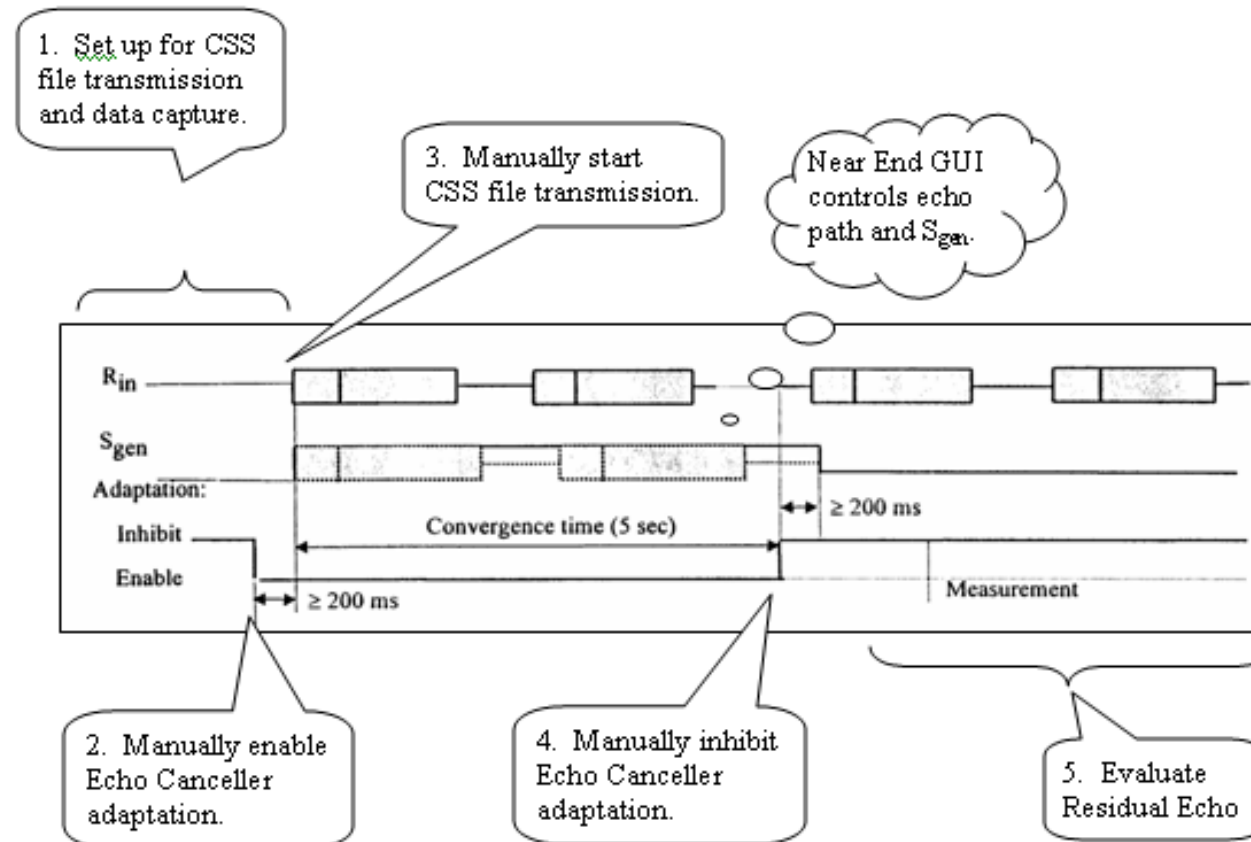 1. Set up for CSS
file transmission
and data capture.
3. Manually start
CSS file transmission.
Near End GUI
controls echo
path and Sgen.
Rin
Sgen
Adaptation:
Inhibit
Enable
Convergence time (5 sec)
≥ 200 ms
≥ 200 ms
Measurement
2. Manually enable
Echo Canceller
adaptation.
4. Manually inhibit
Echo Canceller
adaptation.
5. Evaluate
Residual Echo